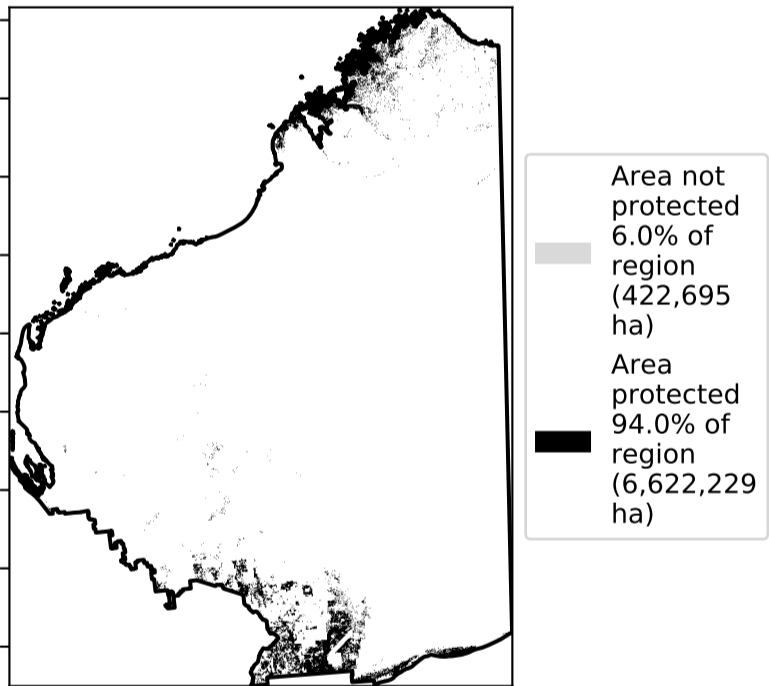 Area not
protected
6.0% of
region
(422,695
ha)
Area
protected
94.0% of
region
(6,622,229
ha)